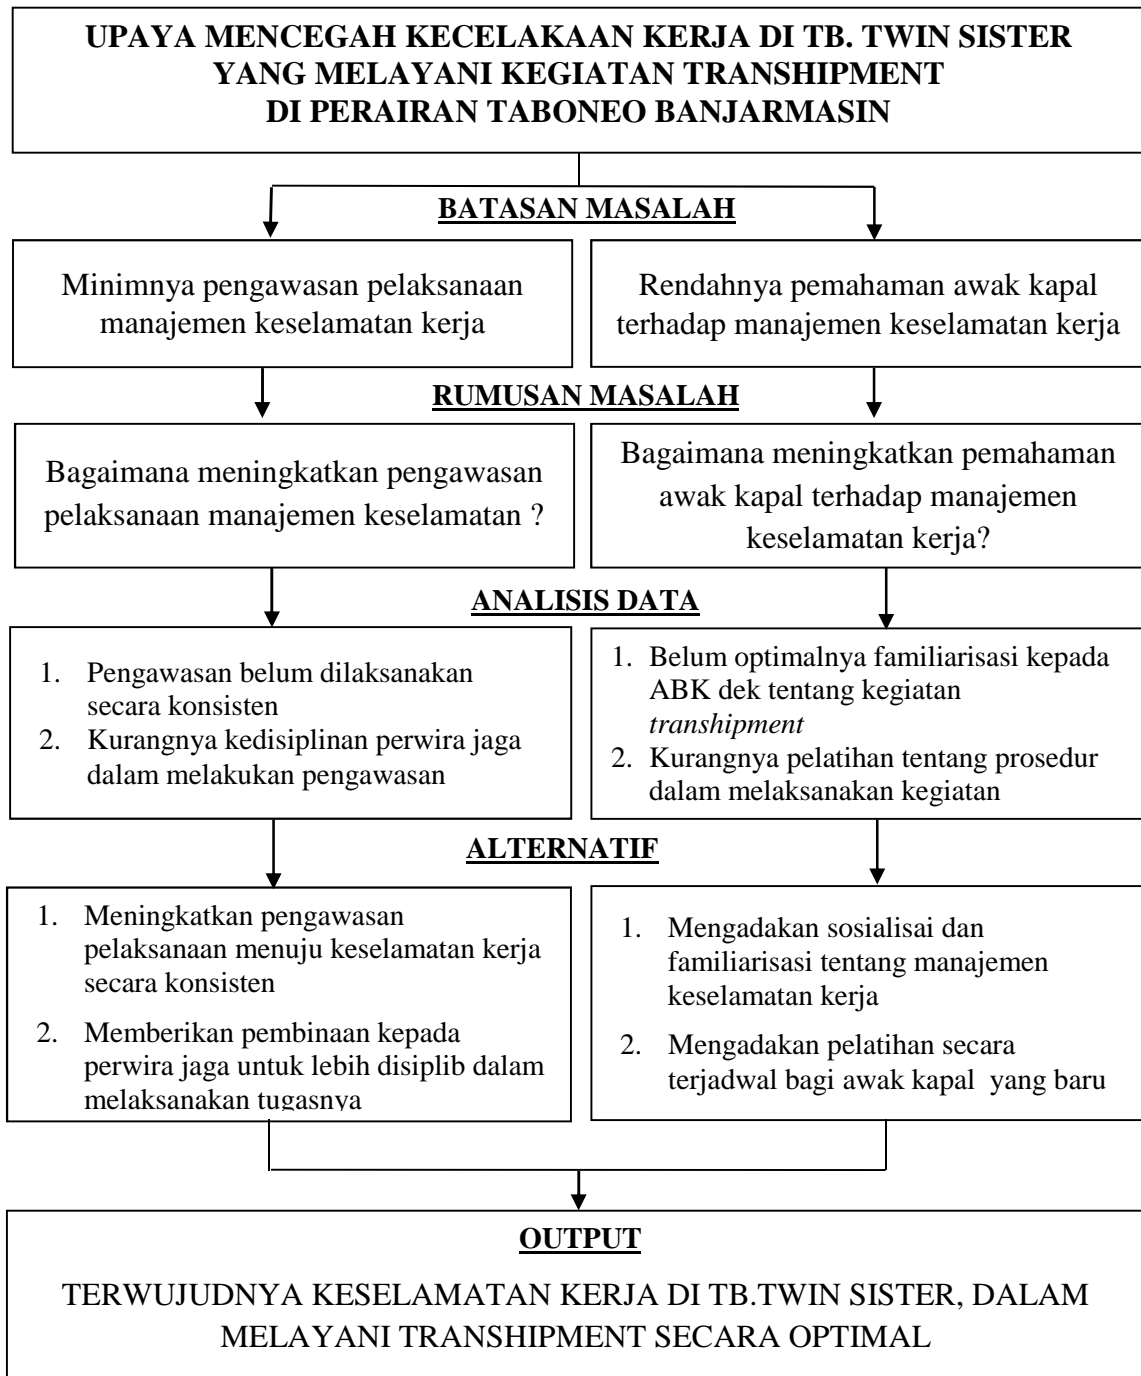 UPAYA MENCEGAH KECELAKAAN KERJA DI TB. TWIN SISTER
YANG MELAYANI KEGIATAN TRANSHIPMENT
DI PERAIRAN TABONEO BANJARMASIN
BATASAN MASALAH
Minimnya pengawasan pelaksanaan
manajemen keselamatan kerja
Rendahnya pemahaman awak kapal
terhadap manajemen keselamatan kerja
RUMUSAN MASALAH
Bagaimana meningkatkan pengawasan
pelaksanaan manajemen keselamatan ?
Bagaimana meningkatkan pemahaman
awak kapal terhadap manajemen
keselamatan kerja?
ANALISIS DATA
1. Pengawasan belum dilaksanakan
secara konsisten
2. Kurangnya kedisiplinan perwira jaga
dalam melakukan pengawasan
1. Belum optimalnya familiarisasi kepada
ABK dek tentang kegiatan
transhipment
2. Kurangnya pelatihan tentang prosedur
dalam melaksanakan kegiatan
ALTERNATIF
1. Meningkatkan pengawasan
pelaksanaan menuju keselamatan kerja
secara konsisten
2. Memberikan pembinaan kepada
perwira jaga untuk lebih disiplib dalam
melaksanakan tugasnya
1. Mengadakan sosialisai dan
familiarisasi tentang manajemen
keselamatan kerja
2. Mengadakan pelatihan secara
terjadwal bagi awak kapal yang baru
OUTPUT
TERWUJUDNYA KESELAMATAN KERJA DI TB.TWIN SISTER, DALAM
MELAYANI TRANSHIPMENT SECARA OPTIMAL